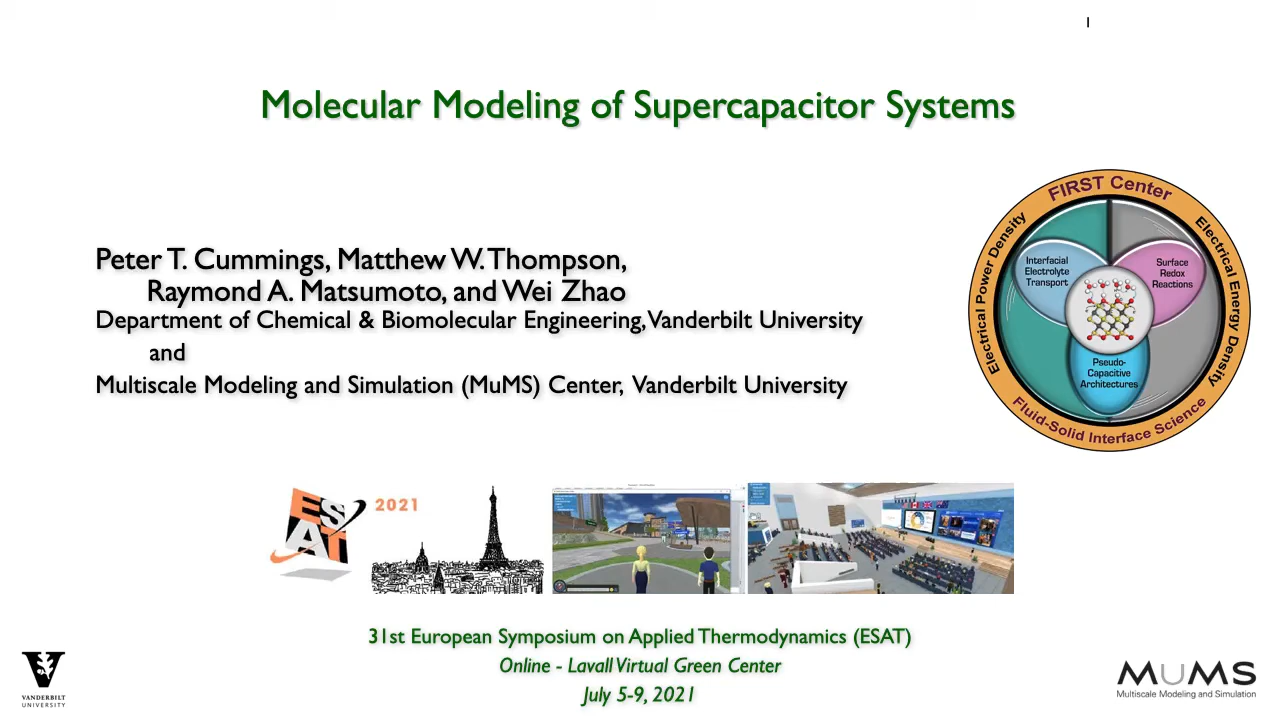 1
Molecular Modeling of Supercapacitor Systems
FIRST Center
Electrical Power Density
Electrical Energy Density
Interfacial
Electrolyte
Transport
Surface
Redox
Reactions
Pseudo-
Capacitive
Architectures
Fluid-Solid Interface Science
Peter T. Cummings, Matthew W. Thompson,
Raymond A. Matsumoto, and Wei Zhao
Department of Chemical & Biomolecular Engineering, Vanderbilt University
and
Multiscale Modeling and Simulation (MuMS) Center, Vanderbilt University
ESAT
2021
31st European Symposium on Applied Thermodynamics (ESAT)
Online - Lavall Virtual Green Center
July 5-9, 2021
VANDERBILT
UNIVERSITY
MUMS
Multiscale Modeling and Simulation